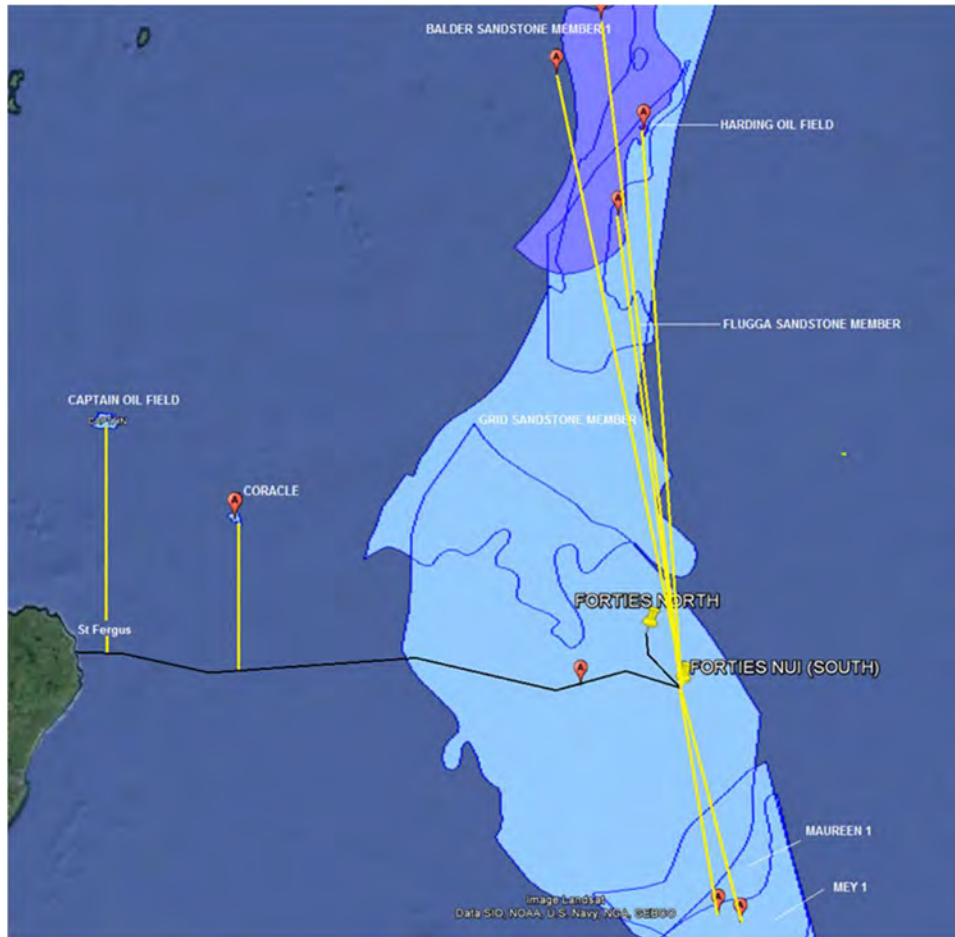 BALDER SANDSTONE MEMBER 1
A
A
HARDING OIL FIELD
A
FLUGGA SANDSTONE MEMBER
CAPTAIN OIL FIELD
GRID SANDSTONE MEMBER
CORACLE
A
FORTIES NORTH
St Fergus
A
FORTIES NUI (SOUTH)
MAUREEN 1
MEY 1
A
A
Image Landsat
Data SIO, NOAA, U.S. Navy, NGA, GEBCO